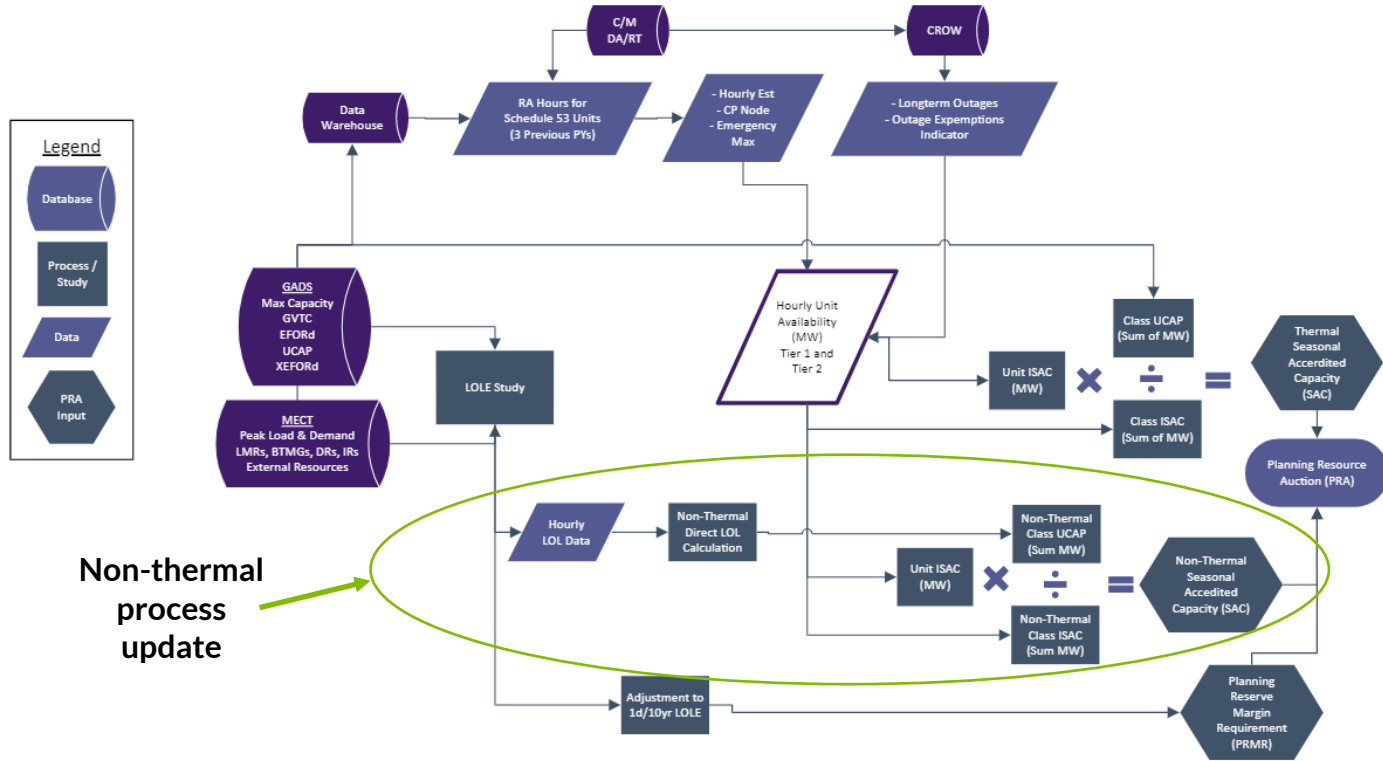 C/M
DA/RT
CROW
Data
Warehouse
RA Hours for
Schedule 53 Units
(3 Previous PYs)
- Hourly Est
- CP Node
- Emergency
Max
- Longterm Outages
- Outage Expemptions
Indicator
Legend
Database
Process /
Study
Data
PRA
Input
GADS
Max Capacity
GVTC
EFORd
UCAP
XEFORd
MECT
Peak Load & Demand
LMRs, BTMGs, DRs, IRs
External Resources
LOLE Study
Hourly Unit
Availability
(MW)
Tier 1 and
Tier 2
Class UCAP
(Sum of MW)
Unit ISAC
(MW)
×
÷
=
Class ISAC
(Sum of MW)
Thermal
Seasonal
Accerdited
Capacity
(SAC)
Planning Resource
Auction (PRA)
Non-thermal
process
update
Hourly
LOL Data
Non-Thermal
Direct LOL
Calculation
Non-Thermal
Class UCAP
(Sum MW)
Unit ISAC
(MW)
×
÷
=
Non-Thermal
Class ISAC
(Sum MW)
Non-Thermal
Seasonal
Accedited
Capacity (SAC)
Adjustment to
1d/10yr LOLE
Planning
Reserve
Margin
Requirement
(PRMR)